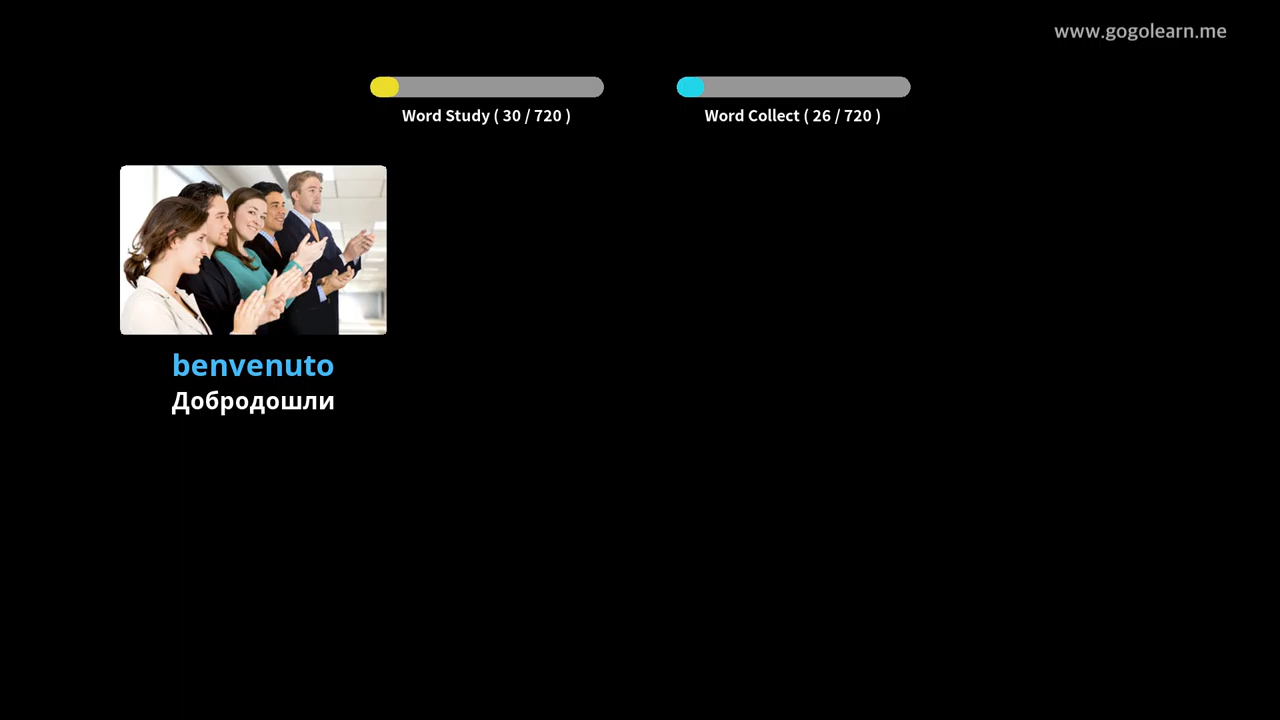 www.gogolearn.me
Word Study ( 30 / 720 )
Word Collect ( 26 / 720 )
benvenuto
Добродошли